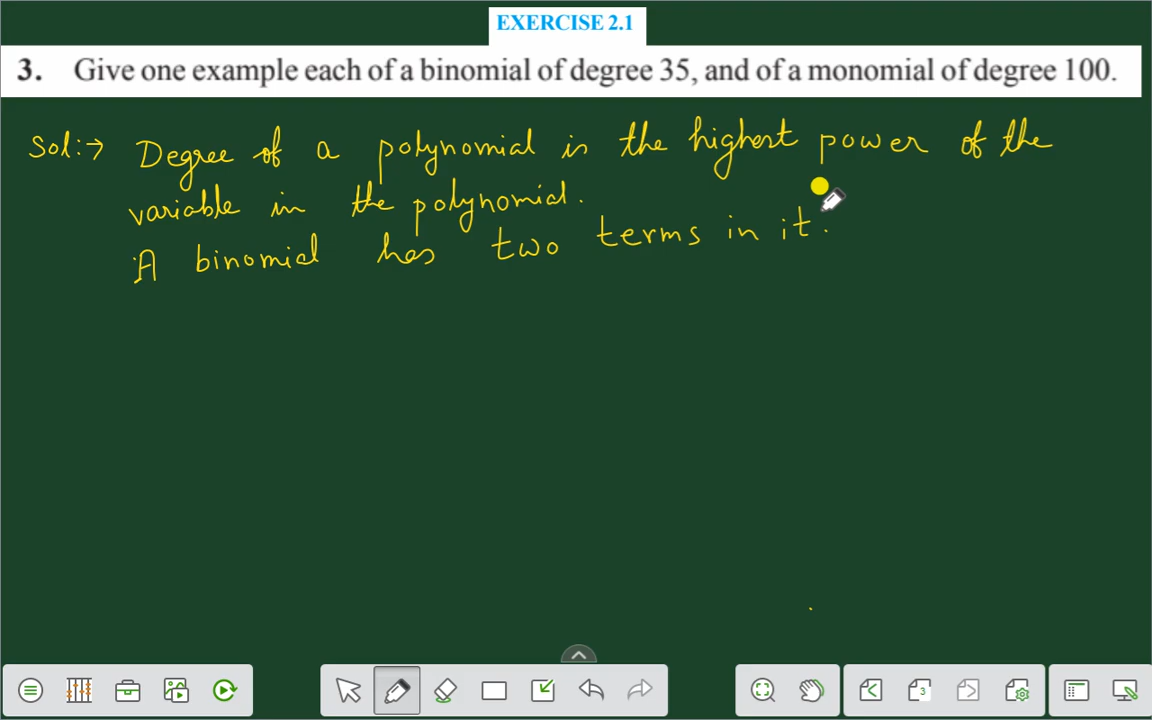 EXERCISE 2.1
3. Give one example each of a binomial of degree 35, and of a monomial of degree 100.
Sol:→ Degree of a polynomial is the highest power of the
variable in the polynomial.
A binomial has two terms in it.
3